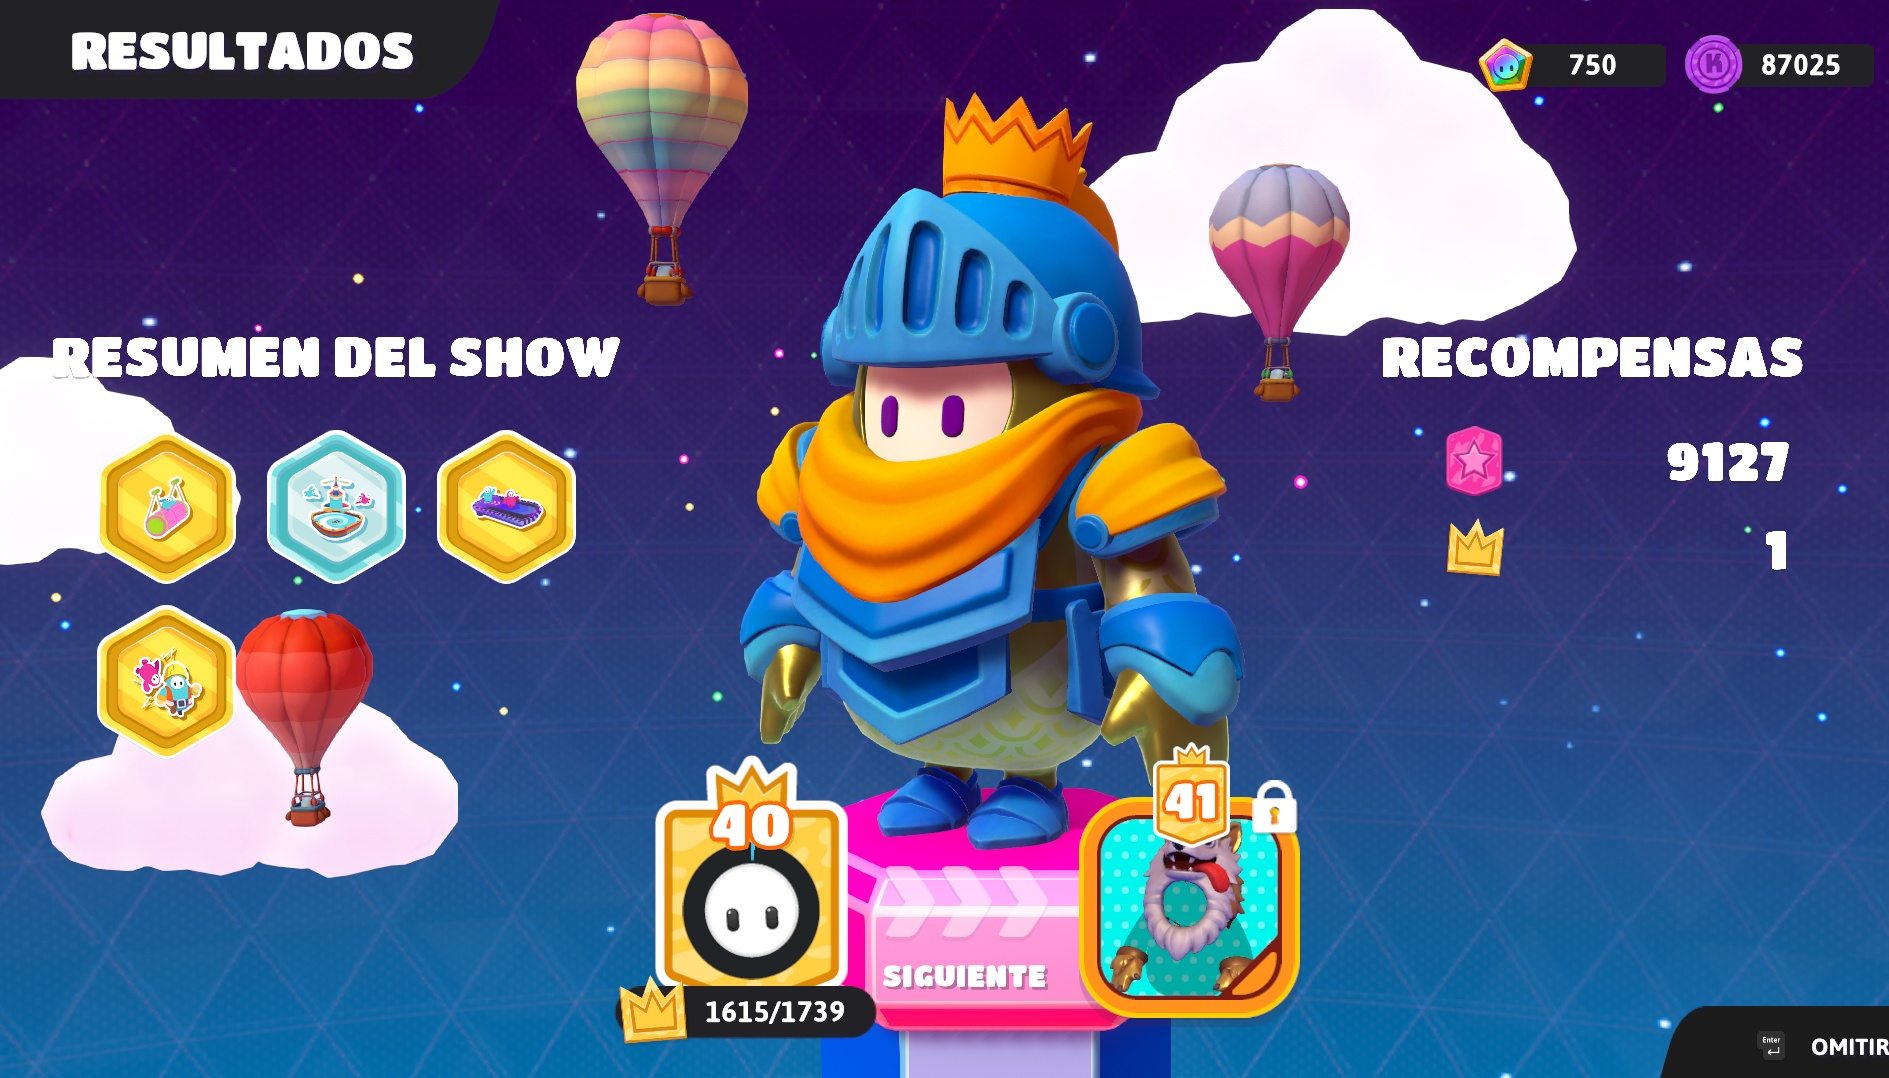 RESULTADOS
750
K 87025
RESUMEN DEL SHOW
RECOMPENSAS
9127
1
40
41
SIGUIENTE
1615/1739
Enter
OMITIR